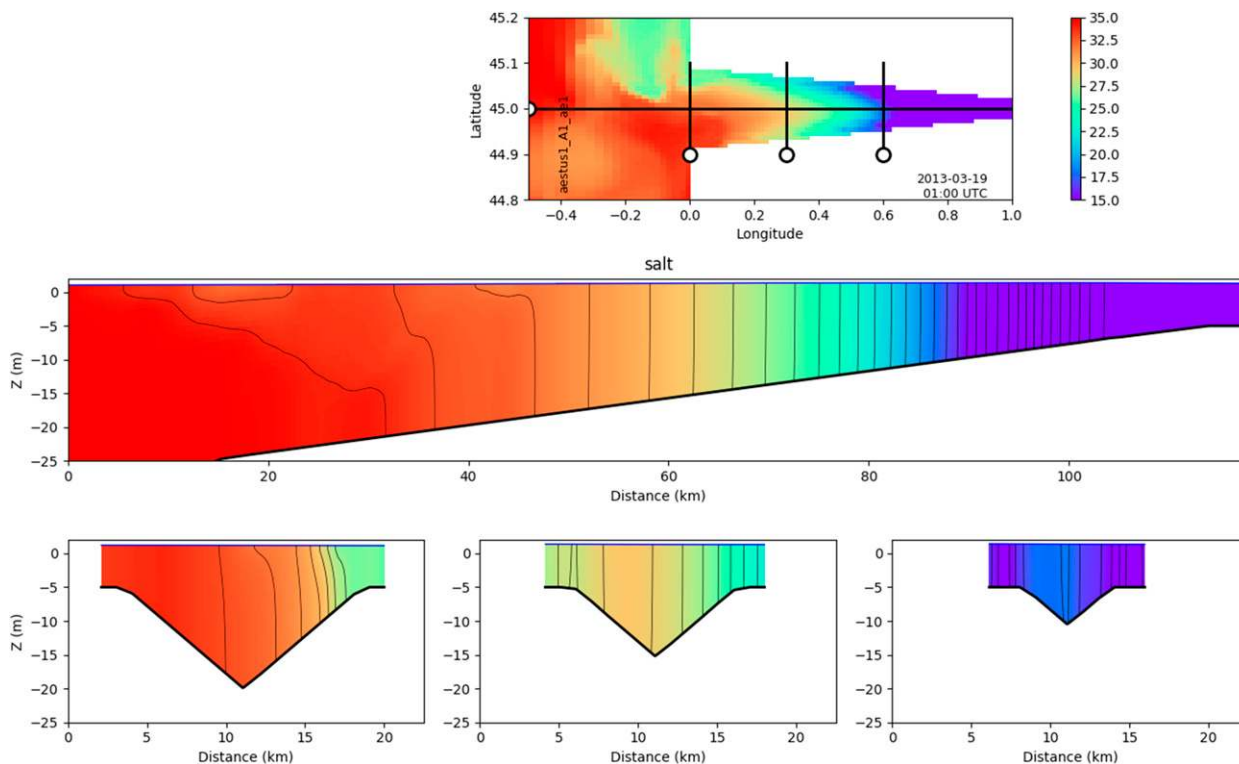 45.2
45.1
45.0
44.9
44.8
Latitude
aestus1_A1_ae1
2013-03-19
01:00 UTC
−0.4 −0.2 0.0 0.2 0.4 0.6 0.8 1.0
Longitude
35.0
32.5
30.0
27.5
25.0
22.5
20.0
17.5
15.0
salt
0
−5
−10
−15
−20
−25
Z (m)
0 20 40 60 80 100
Distance (km)
0
−5
−10
−15
−20
−25
Z (m)
0 5 10 15 20
Distance (km)
0
−5
−10
−15
−20
−25
0 5 10 15 20
Distance (km)
0
−5
−10
−15
−20
−25
0 5 10 15 20
Distance (km)